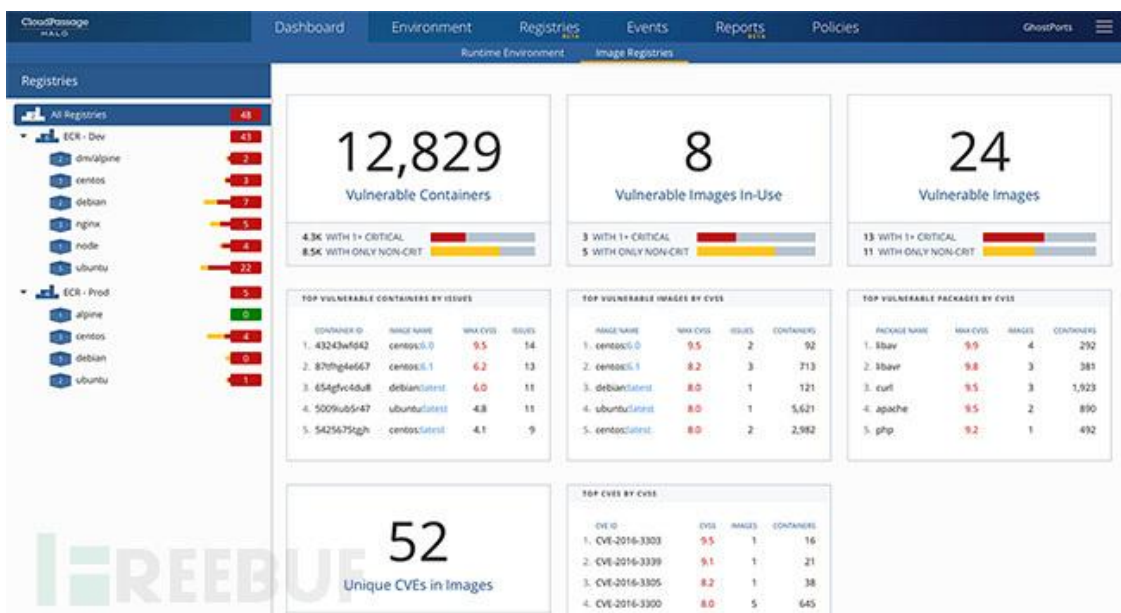 CloudPassage
HALO
Dashboard Environment Registries Events Reports Policies GhostPorts
BETA BETA
Runtime Environment Image Registries
Registries
All Registries 48
ECR - Dev 43
dm/alpine 2
centos 3
debian 7
nginx 5
node 4
ubuntu 22
ECR - Prod 5
alpine 0
centos 4
debian 0
ubuntu 1
12,829
Vulnerable Containers
4.3K WITH 1+ CRITICAL
8.5K WITH ONLY NON-CRIT
8
Vulnerable Images In-Use
3 WITH 1+ CRITICAL
5 WITH ONLY NON-CRIT
24
Vulnerable Images
13 WITH 1+ CRITICAL
11 WITH ONLY NON-CRIT
TOP VULNERABLE CONTAINERS BY ISSUES
CONTAINER ID IMAGE NAME MAX CVSS ISSUES
1. 43243wfd42 centos:6.0 9.5 14
2. 87tfhg4e667 centos:6.1 6.2 13
3. 654gfvc4du8 debian:latest 6.0 11
4. 5009iub5r47 ubuntu:latest 4.8 11
5. 5425675tgjh centos:latest 4.1 9
TOP VULNERABLE IMAGES BY CVSS
IMAGE NAME MAX CVSS ISSUES CONTAINERS
1. centos:6.0 9.5 2 92
2. centos:6.1 8.2 3 713
3. debian:latest 8.0 1 121
4. ubuntu:latest 8.0 1 5,621
5. centos:latest 8.0 2 2,982
TOP VULNERABLE PACKAGES BY CVSS
PACKAGE NAME MAX CVSS IMAGES CONTAINERS
1. libav 9.9 4 292
2. libavr 9.8 3 381
3. curl 9.5 3 1,923
4. apache 9.5 2 890
5. php 9.2 1 492
52
Unique CVEs in Images
TOP CVES BY CVSS
CVE ID CVSS IMAGES CONTAINERS
1. CVE-2016-3303 9.5 1 16
2. CVE-2016-3339 9.1 1 21
3. CVE-2016-3305 8.2 1 38
4. CVE-2016-3300 8.0 5 645
FREEBUF